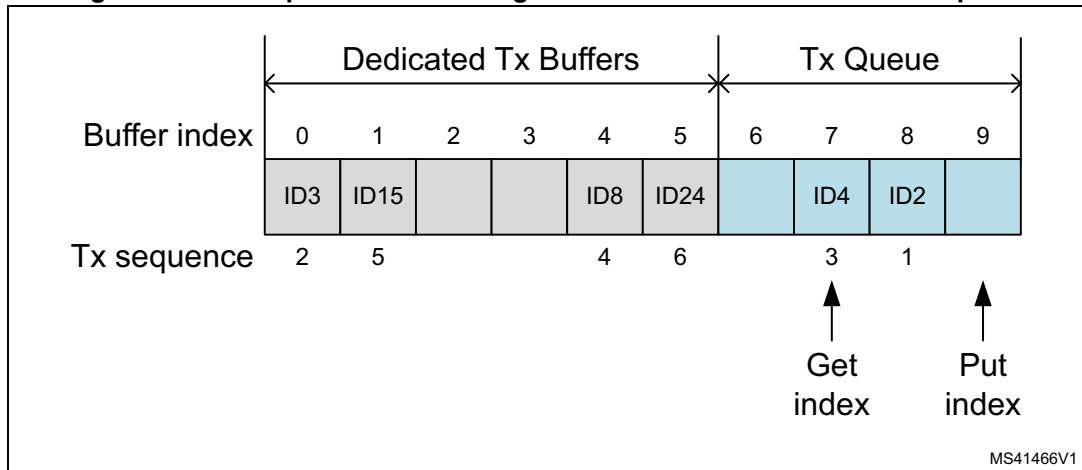 Dedicated Tx Buffers Tx Queue
Buffer index 0 1 2 3 4 5 6 7 8 9
ID3 ID15 ID8 ID24 ID4 ID2
Tx sequence 2 5 4 6 3 1
Get Put
index index
MS41466V1